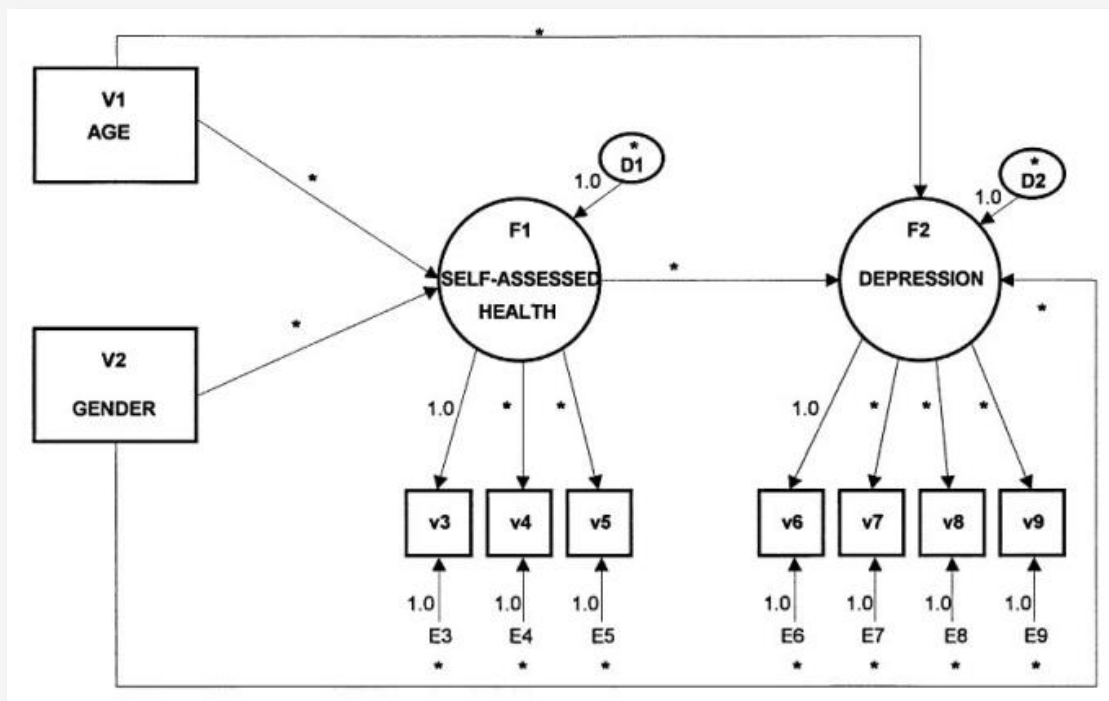 *
V1
AGE
*
*
D1
1.0
*
D2
1.0
F1
SELF-ASSESSED
HEALTH
*
F2
DEPRESSION
*
V2
GENDER
*
1.0
*
*
1.0
*
*
*
v3
v4
v5
v6
v7
v8
v9
1.0
1.0
1.0
1.0
1.0
1.0
1.0
E3
E4
E5
E6
E7
E8
E9
*
*
*
*
*
*
*